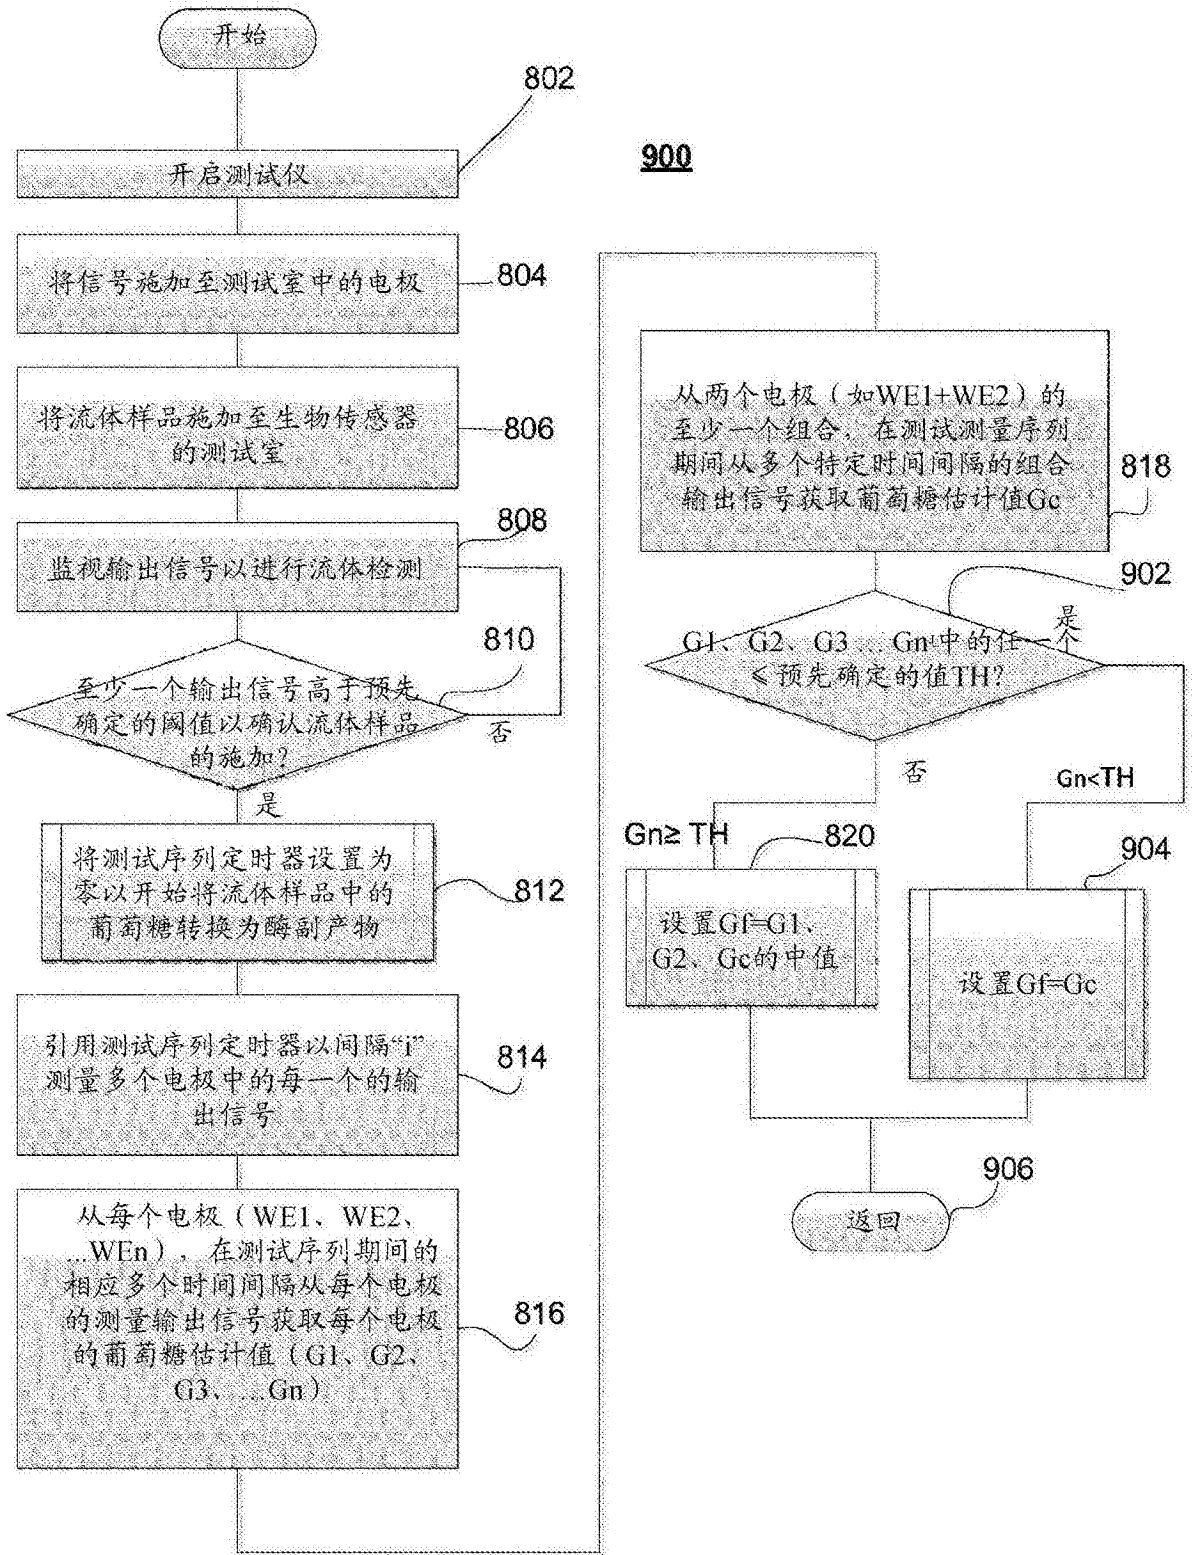 开始
802
开启测试仪
将信号施加至测试室中的电极
804
将流体样品施加至生物传感器
的测试室
806
808
监视输出信号以进行流体检测
810
至少一个输出信号高于预先
确定的阈值以确认流体样品
的施加？
否
是
将测试序列定时器设置为
零以开始将流体样品中的
葡萄糖转换为酶副产物
812
引用测试序列定时器以间隔“i”
测量多个电极中的每一个的输
出信号
814
从每个电极（WE1、WE2、
...WEn），在测试序列期间的
相应多个时间间隔从每个电极
的测量输出信号获取每个电极
的葡萄糖估计值（G1、G2、
G3、...Gn）
816
900
从两个电极（如WE1+WE2）的
至少一个组合，在测试测量序列
期间从多个特定时间间隔的组合
输出信号获取葡萄糖估计值Gc
818
902
是
G1、G2、G3 ... Gn中的任一个
≤预先确定的值TH？
否
Gn<TH
Gn≥ TH
820
设置Gf=G1、
G2、Gc的中值
904
设置Gf=Gc
906
返回